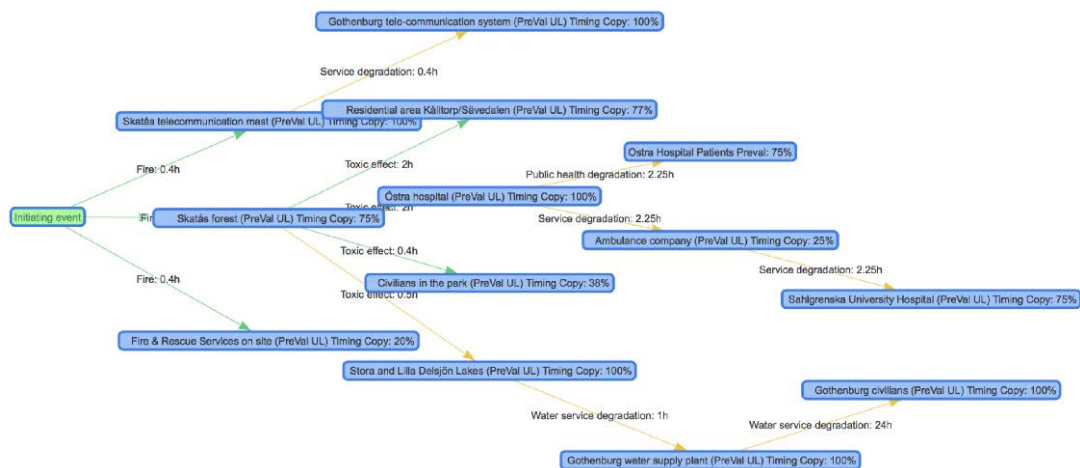 Gothenburg tele-communication system (PreVal UL) Timing Copy: 100%
Service degradation: 0.4h
Residential area Kålltorp/Sävedalen (PreVal UL) Timing Copy: 77%
Skatås telecommunication mast (PreVal UL) Timing Copy: 100%
Ostra Hospital Patients Preval: 75%
Toxic effect: 2h
Fire: 0.4h
Public health degradation: 2.25h
Östra hospital (PreVal UL) Timing Copy: 100%
Toxic effect: 2h
Initiating event
Skatås forest (PreVal UL) Timing Copy: 75%
Service degradation: 2.25h
Ambulance company (PreVal UL) Timing Copy: 25%
Toxic effect: 0.4h
Service degradation: 2.25h
Fire: 0.4h
Civilians in the park (PreVal UL) Timing Copy: 38%
Toxic effect: 0.5h
Sahlgrenska University Hospital (PreVal UL) Timing Copy: 75%
Fire & Rescue Services on site (PreVal UL) Timing Copy: 20%
Stora and Lilla Delsjön Lakes (PreVal UL) Timing Copy: 100%
Gothenburg civilians (PreVal UL) Timing Copy: 100%
Water service degradation: 1h
Water service degradation: 24h
Gothenburg water supply plant (PreVal UL) Timing Copy: 100%